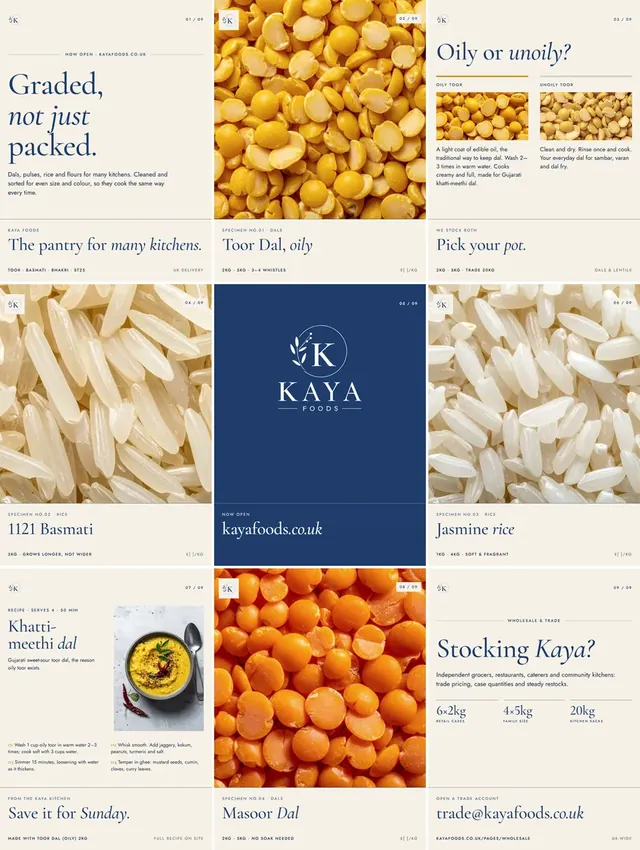 K
01 / 09
NOW OPEN · KAYAFOODS.CO.UK
Graded,
not just
packed.
Dals, pulses, rice and flours for many kitchens. Cleaned and
sorted for even size and colour, so they cook the same way
every time.
KAYA FOODS
The pantry for many kitchens.
TOOR · BASMATI · BHAKRI · ST25
UK DELIVERY
K
02 / 09
SPECIMEN NO.01 · DALS
Toor Dal, oily
2KG · 5KG · 3–4 WHISTLES
£[ ]/KG
K
03 / 09
Oily or unoily?
OILY TOOR
UNOILY TOOR
A light coat of edible oil, the
traditional way to keep dal. Wash 2–
3 times in warm water. Cooks
creamy and full, made for Gujarati
khatti-meethi dal.
Clean and dry. Rinse once and cook.
Your everyday dal for sambar, varan
and dal fry.
WE STOCK BOTH
Pick your pot.
2KG · 5KG · TRADE 20KG
DALS & LENTILS
K
04 / 09
SPECIMEN NO.02 · RICE
1121 Basmati
5KG · GROWS LONGER, NOT WIDER
£[ ]/KG
05 / 09
K
KAYA
FOODS
NOW OPEN
kayafoods.co.uk
K
06 / 09
SPECIMEN NO.03 · RICE
Jasmine rice
1KG · 4KG · SOFT & FRAGRANT
£[ ]/KG
K
07 / 09
RECIPE · SERVES 4 · 50 MIN
Khatti-
meethi dal
Gujarati sweet-sour toor dal, the reason
oily toor exists.
Wash 1 cup oily toor in warm water 2–3
times; cook soft with 3 cups water.
Whisk smooth. Add jaggery, kokum,
peanuts, turmeric and salt.
Simmer 15 minutes, loosening with water
as it thickens.
Temper in ghee: mustard seeds, cumin,
cloves, curry leaves.
FROM THE KAYA KITCHEN
Save it for Sunday.
MADE WITH TOOR DAL (OILY) 2KG
FULL RECIPE ON SITE
K
08 / 09
SPECIMEN NO.04 · DALS
Masoor Dal
2KG · 5KG · NO SOAK NEEDED
£[ ]/KG
K
09 / 09
WHOLESALE & TRADE
Stocking Kaya?
Independent grocers, restaurants, caterers and community kitchens:
trade pricing, case quantities and steady restocks.
6×2kg
RETAIL CASES
4×5kg
FAMILY SIZE
20kg
KITCHEN SACKS
OPEN A TRADE ACCOUNT
trade@kayafoods.co.uk
KAYAFOODS.CO.UK/PAGES/WHOLESALE
UK-WIDE